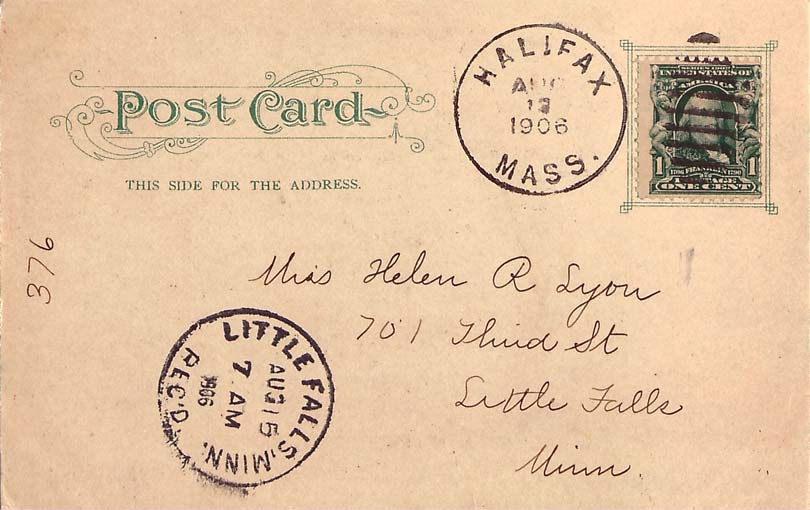 Post Card
THIS SIDE FOR THE ADDRESS.
HALIFAX
AUG
13
1906
MASS.
SERIES 1902
UNITED STATES OF
AMERICA
1 1706 FRANKLIN 1790 1
ONE CENT
376
Miss Helen R Lyon
701 Third St
Little Falls
Minn.
LITTLE FALLS, MINN.
AUG 15
7 AM
1906
REC'D.